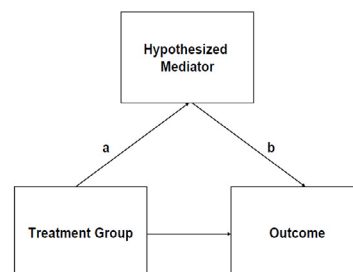 Hypothesized
Mediator
a
b
Treatment Group
Outcome